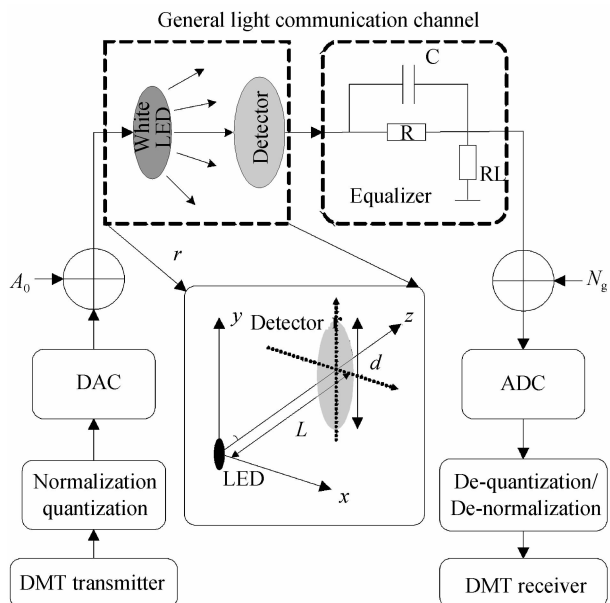 General light communication channel
C
White
LED
Detector
R
RL
Equalizer
r
A0
Ng
y
Detector
r
z
d
DAC
ADC
L
LED
x
Normalization
quantization
De-quantization/
De-normalization
DMT transmitter
DMT receiver